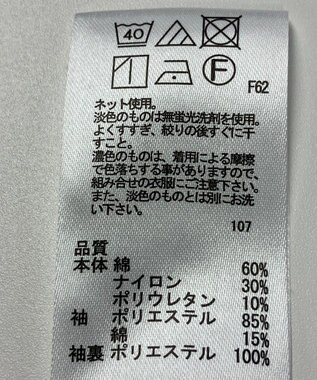 40
F
F62
ネット使用。
淡色のものは無蛍光洗剤を使用。
よくすすぎ、絞りの後すぐに干
すこと。
濃色のものは、着用による摩擦
で色落ちする事がありますので、
組み合せの衣服にご注意下さい。
また、淡色のものとは別にお洗
い下さい。
107
品質
本体 綿 60%
ナイロン 30%
ポリウレタン 10%
袖 ポリエステル 85%
綿 15%
袖裏 ポリエステル 100%